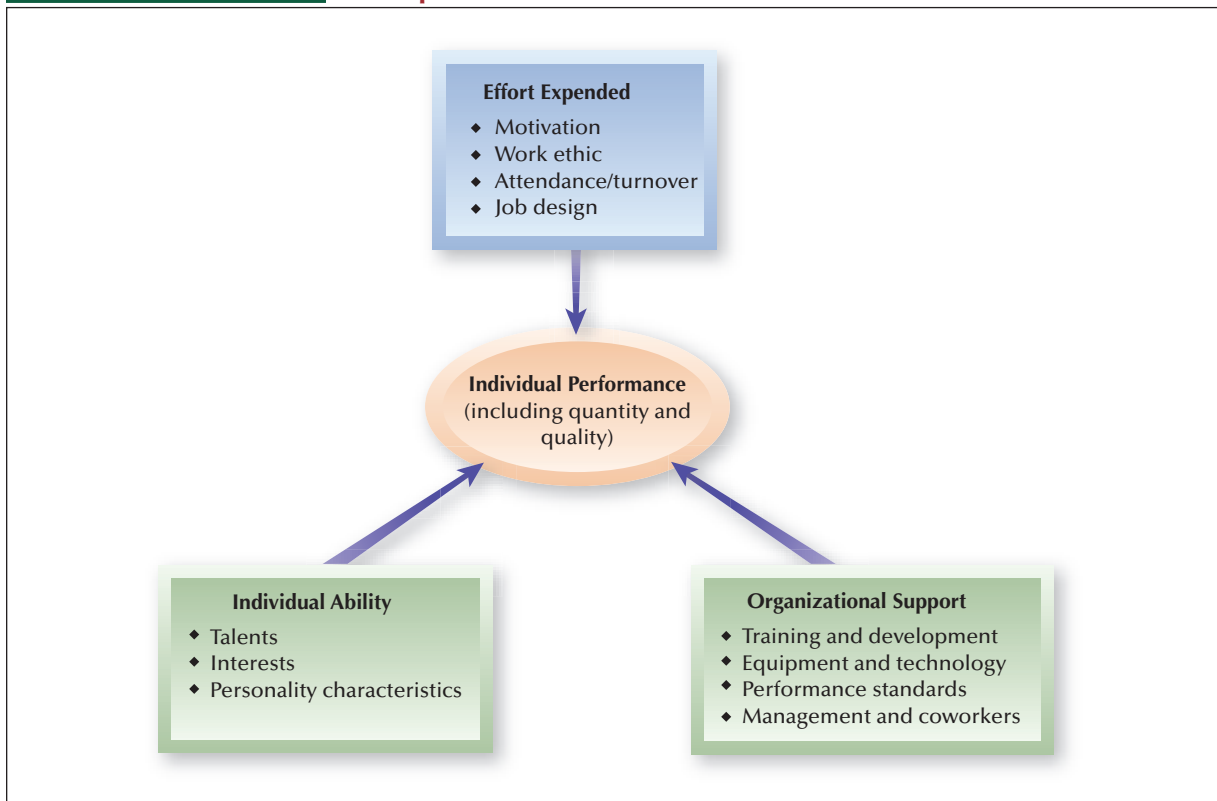 Effort Expended
◆ Motivation
◆ Work ethic
◆ Attendance/turnover
◆ Job design
Individual Performance
(including quantity and
quality)
Individual Ability
◆ Talents
◆ Interests
◆ Personality characteristics
Organizational Support
◆ Training and development
◆ Equipment and technology
◆ Performance standards
◆ Management and coworkers